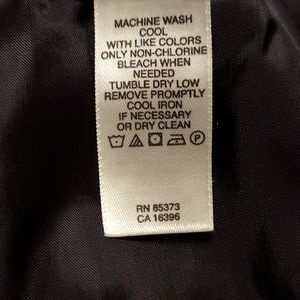 MACHINE WASH
COOL
WITH LIKE COLORS
ONLY NON-CHLORINE
BLEACH WHEN
NEEDED
TUMBLE DRY LOW
REMOVE PROMPTLY
COOL IRON
IF NECESSARY
OR DRY CLEAN
P
RN 85373
CA 16396